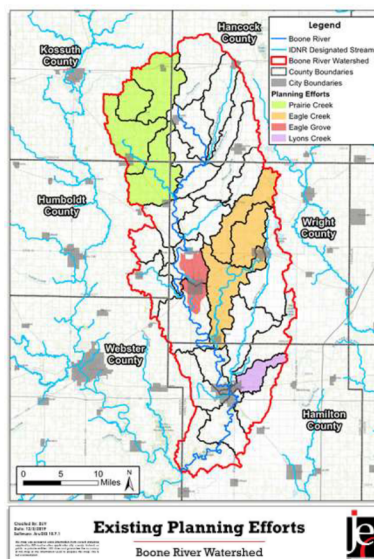 Hancock
County
Kossuth
County
Legend
Boone River
IDNR Designated Stream
Boone River Watershed
County Boundaries
City Boundaries
Planning Efforts
Prairie Creek
Eagle Creek
Eagle Grove
Lyons Creek
Humboldt
County
Wright
County
Webster
County
Hamilton
County
0 5 10
Miles
N
Existing Planning Efforts
Boone River Watershed